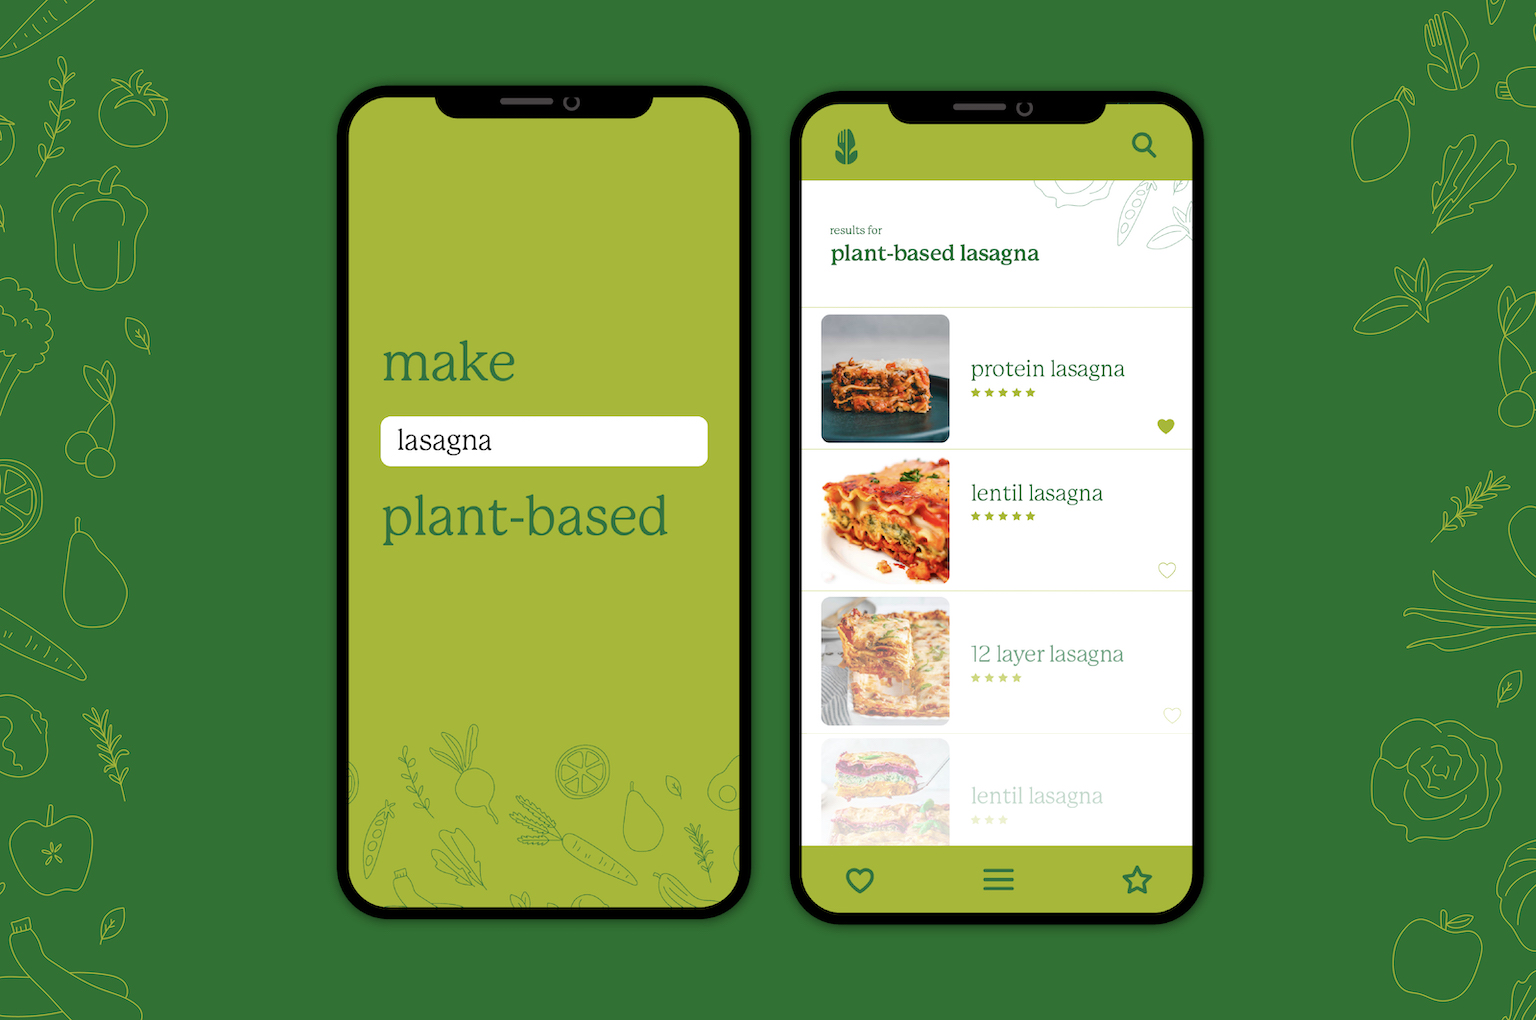 make
lasagna
plant-based
results for
plant-based lasagna
protein lasagna
lentil lasagna
12 layer lasagna
lentil lasagna